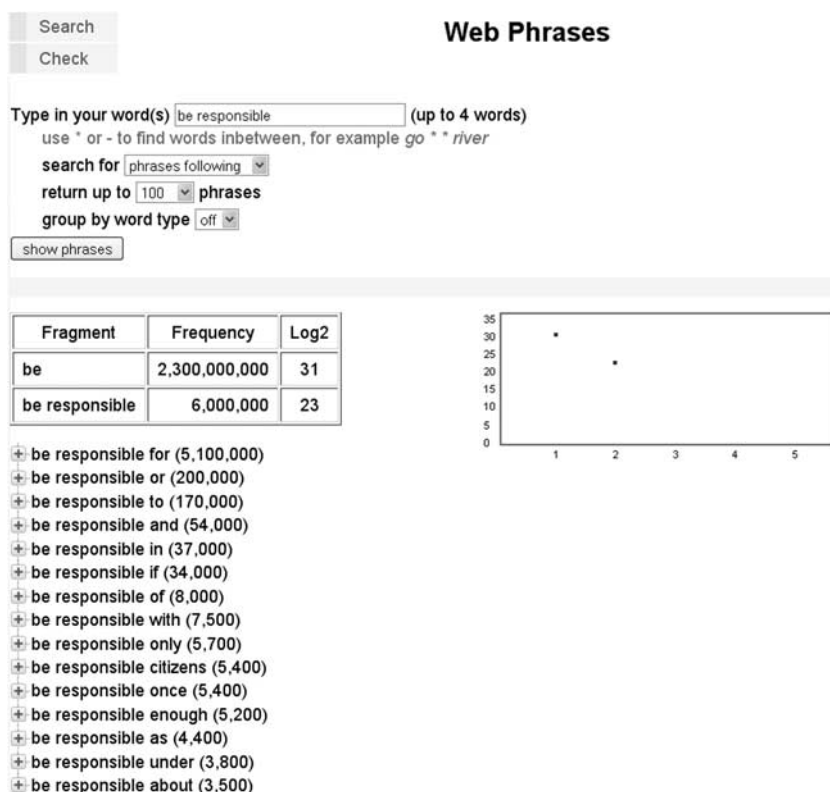 Search
Check
Web Phrases
Type in your word(s) be responsible (up to 4 words)
use * or - to find words inbetween, for example go * * river
search for phrases following
return up to 100 phrases
group by word type off
show phrases
Fragment Frequency Log2
be 2,300,000,000 31
be responsible 6,000,000 23
35
30
25
20
15
10
5
0
1 2 3 4 5
be responsible for (5,100,000)
be responsible or (200,000)
be responsible to (170,000)
be responsible and (54,000)
be responsible in (37,000)
be responsible if (34,000)
be responsible of (8,000)
be responsible with (7,500)
be responsible only (5,700)
be responsible citizens (5,400)
be responsible once (5,400)
be responsible enough (5,200)
be responsible as (4,400)
be responsible under (3,800)
be responsible about (3,500)